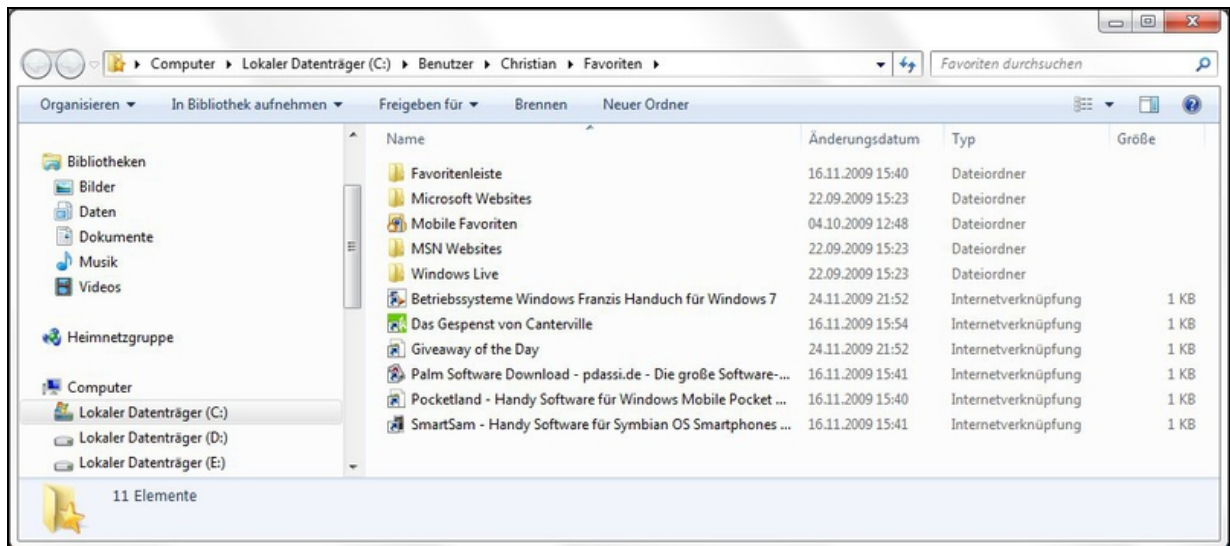 Computer Lokaler Datenträger (C:) Benutzer Christian Favoriten Favoriten durchsuchen
Organisieren In Bibliothek aufnehmen Freigeben für Brennen Neuer Ordner
Bibliotheken
Bilder
Daten
Dokumente
Musik
Videos
Heimnetzgruppe
Computer
Lokaler Datenträger (C:)
Lokaler Datenträger (D:)
Lokaler Datenträger (E:)
Name Änderungsdatum Typ Größe
Favoritenleiste 16.11.2009 15:40 Dateiordner
Microsoft Websites 22.09.2009 15:23 Dateiordner
Mobile Favoriten 04.10.2009 12:48 Dateiordner
MSN Websites 22.09.2009 15:23 Dateiordner
Windows Live 22.09.2009 15:23 Dateiordner
Betriebssysteme Windows Franzis Handuch für Windows 7 24.11.2009 21:52 Internetverknüpfung 1 KB
Das Gespenst von Canterville 16.11.2009 15:54 Internetverknüpfung 1 KB
Giveaway of the Day 24.11.2009 21:52 Internetverknüpfung 1 KB
Palm Software Download - pdassi.de - Die große Software-... 16.11.2009 15:41 Internetverknüpfung 1 KB
Pocketland - Handy Software für Windows Mobile Pocket ... 16.11.2009 15:40 Internetverknüpfung 1 KB
SmartSam - Handy Software für Symbian OS Smartphones ... 16.11.2009 15:41 Internetverknüpfung 1 KB
11 Elemente